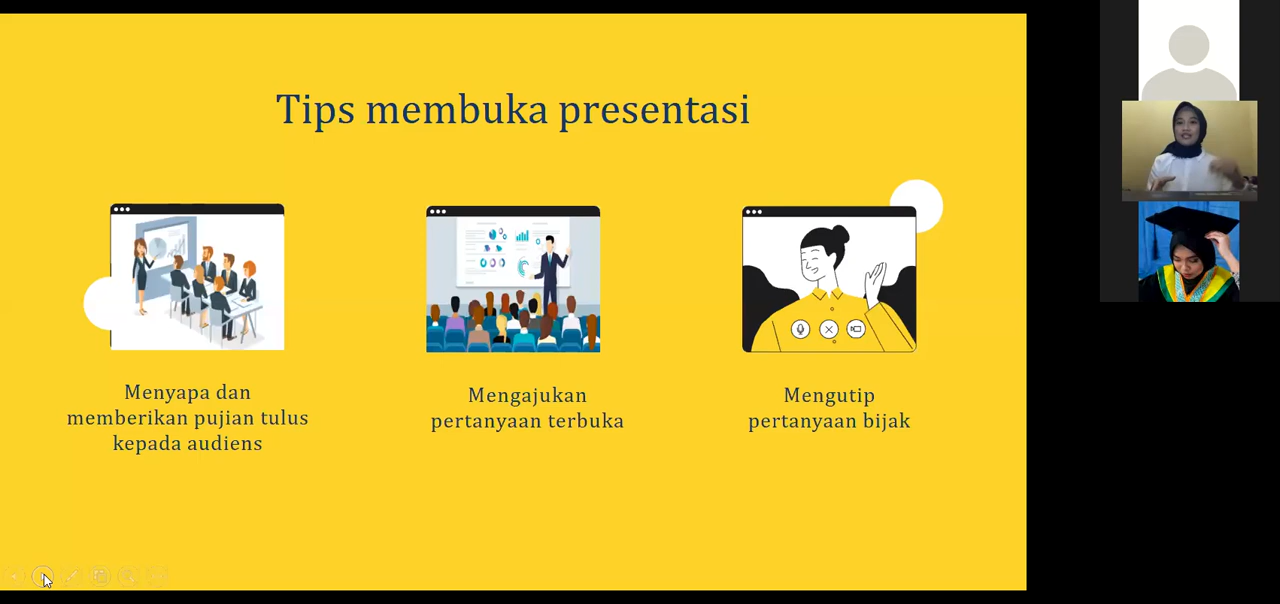 Tips membuka presentasi
Menyapa dan
memberikan pujian tulus
kepada audiens
Mengajukan
pertanyaan terbuka
Mengutip
pertanyaan bijak